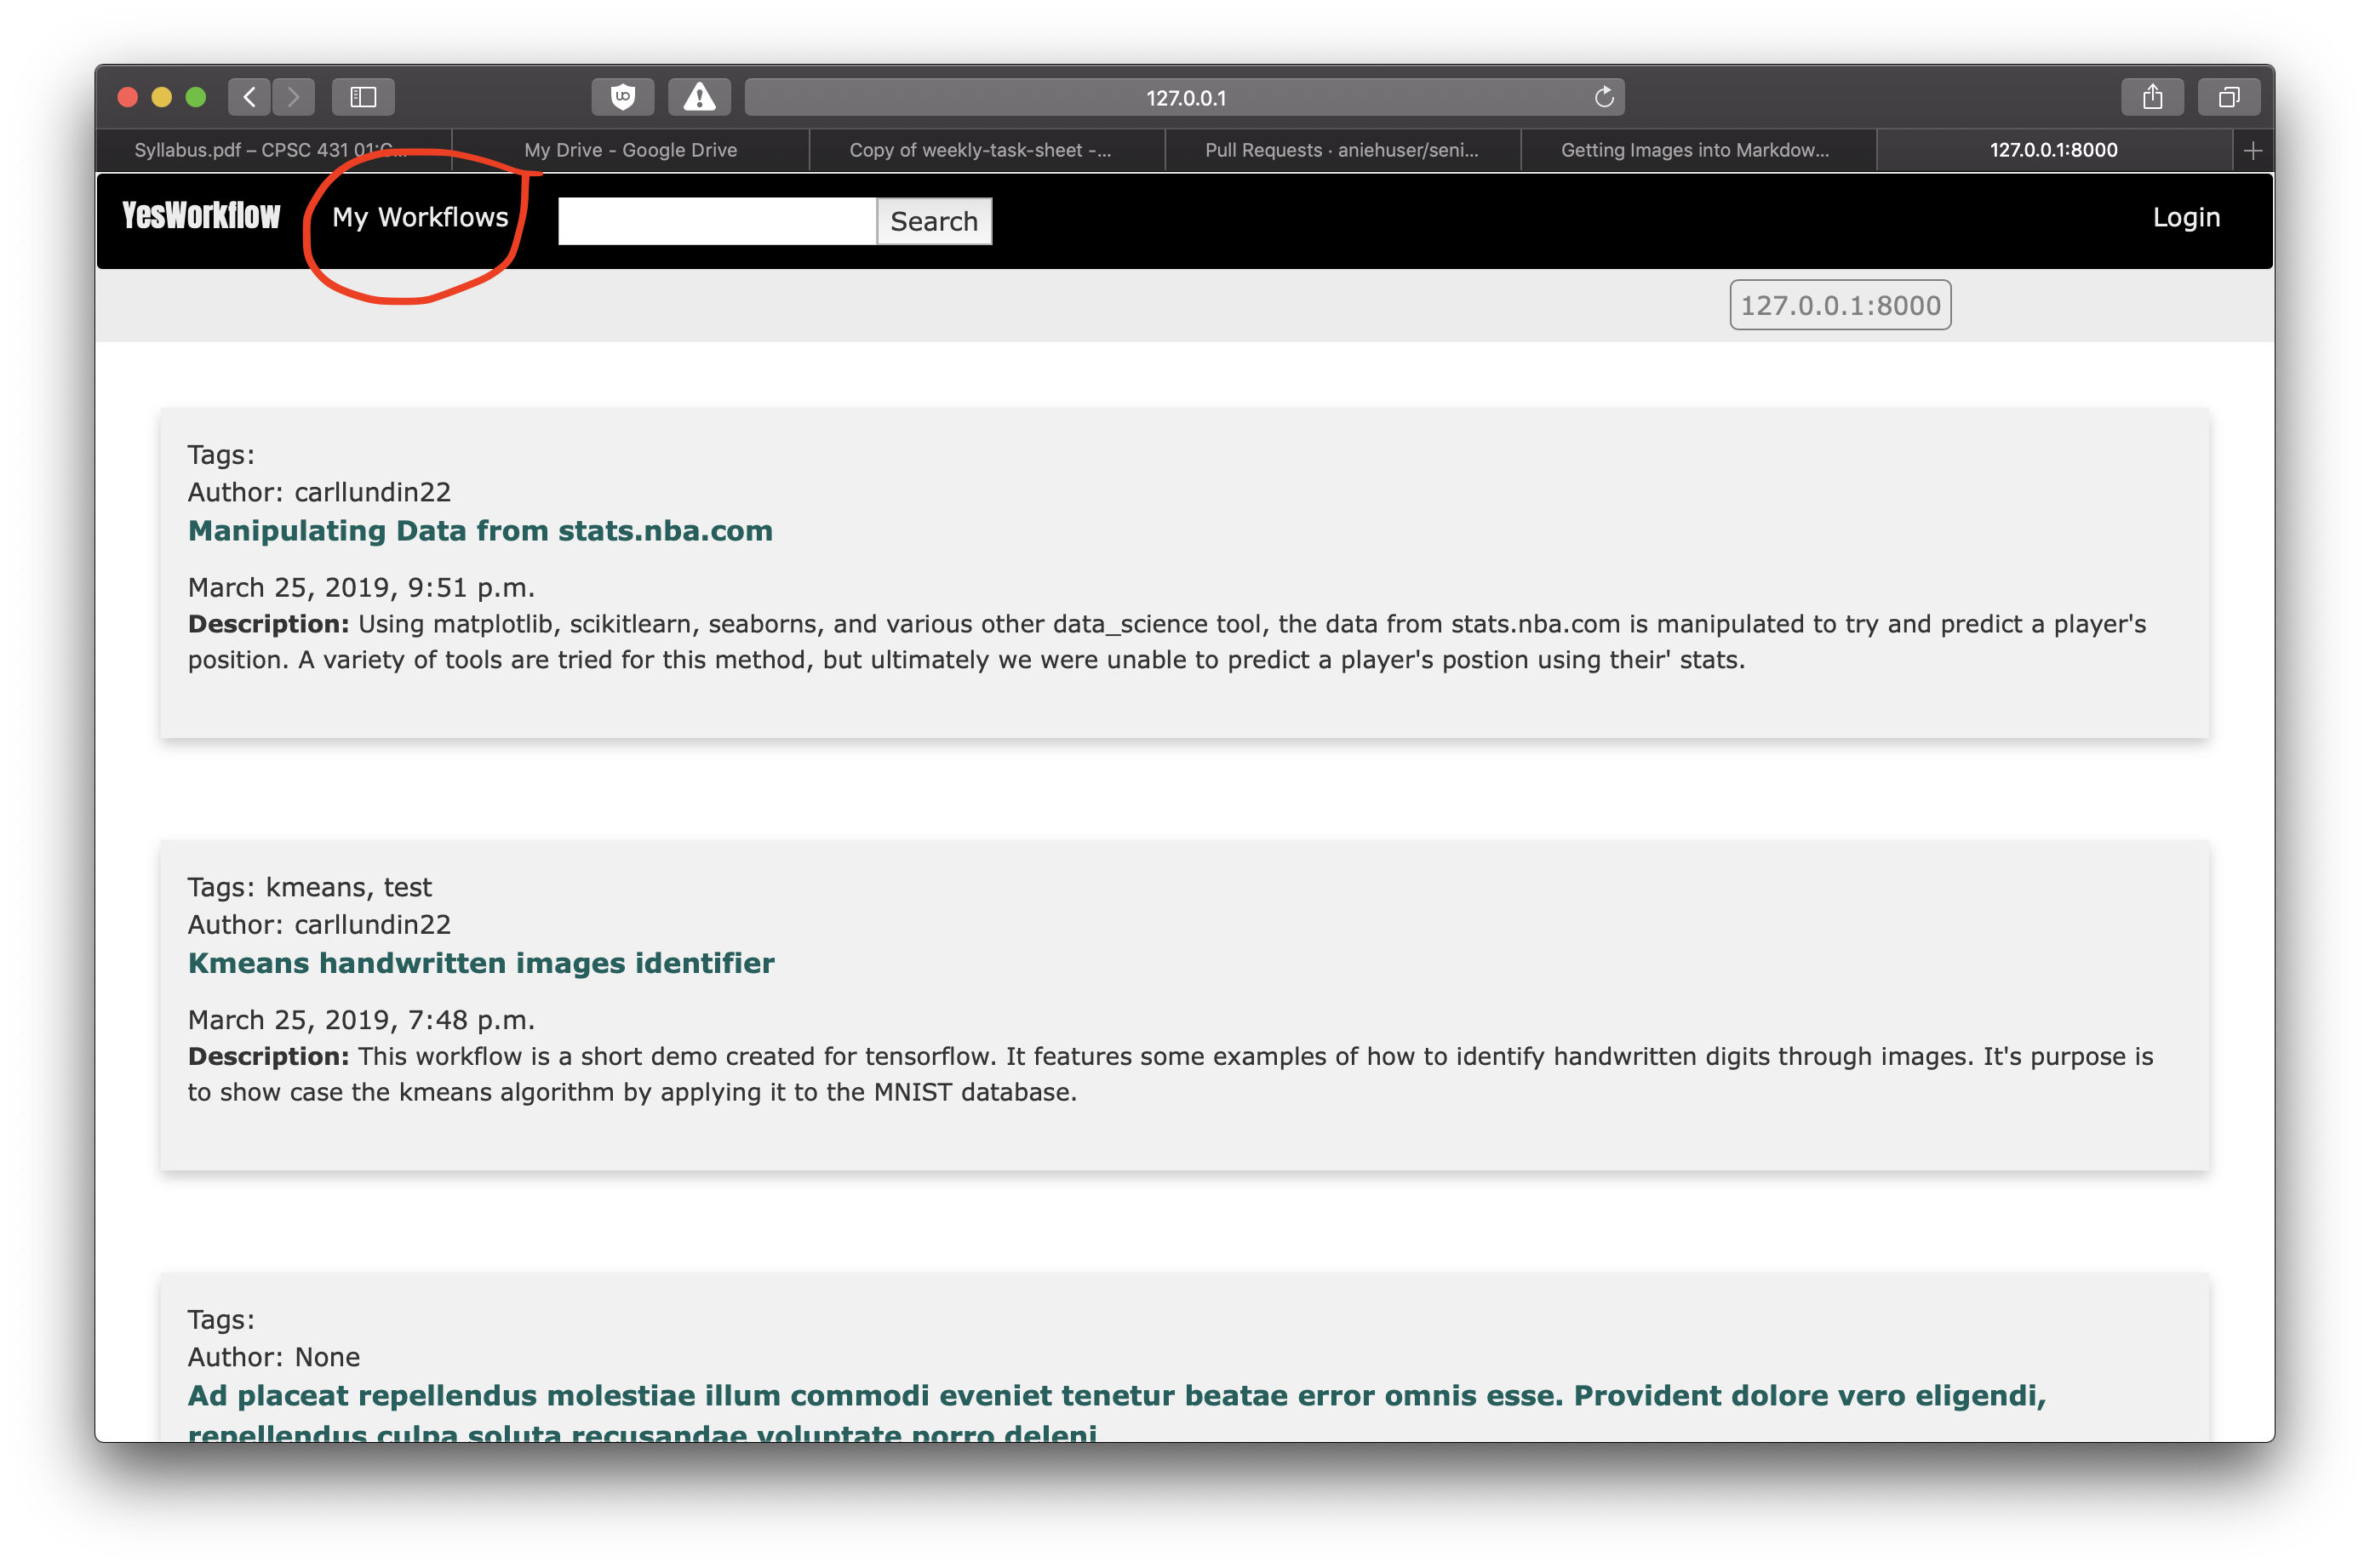 127.0.0.1
Syllabus.pdf – CPSC 431 01:C...
My Drive - Google Drive
Copy of weekly-task-sheet -...
Pull Requests · aniehuser/seni...
Getting Images into Markdow...
127.0.0.1:8000
YesWorkflow
My Workflows
Search
Login
127.0.0.1:8000
Tags:
Author: carllundin22
Manipulating Data from stats.nba.com
March 25, 2019, 9:51 p.m.
Description: Using matplotlib, scikitlearn, seaborns, and various other data_science tool, the data from stats.nba.com is manipulated to try and predict a player's
position. A variety of tools are tried for this method, but ultimately we were unable to predict a player's postion using their' stats.
Tags: kmeans, test
Author: carllundin22
Kmeans handwritten images identifier
March 25, 2019, 7:48 p.m.
Description: This workflow is a short demo created for tensorflow. It features some examples of how to identify handwritten digits through images. It's purpose is
to show case the kmeans algorithm by applying it to the MNIST database.
Tags:
Author: None
Ad placeat repellendus molestiae illum commodi eveniet tenetur beatae error omnis esse. Provident dolore vero eligendi,
repellendus culpa soluta recusandae voluptate porro deleni